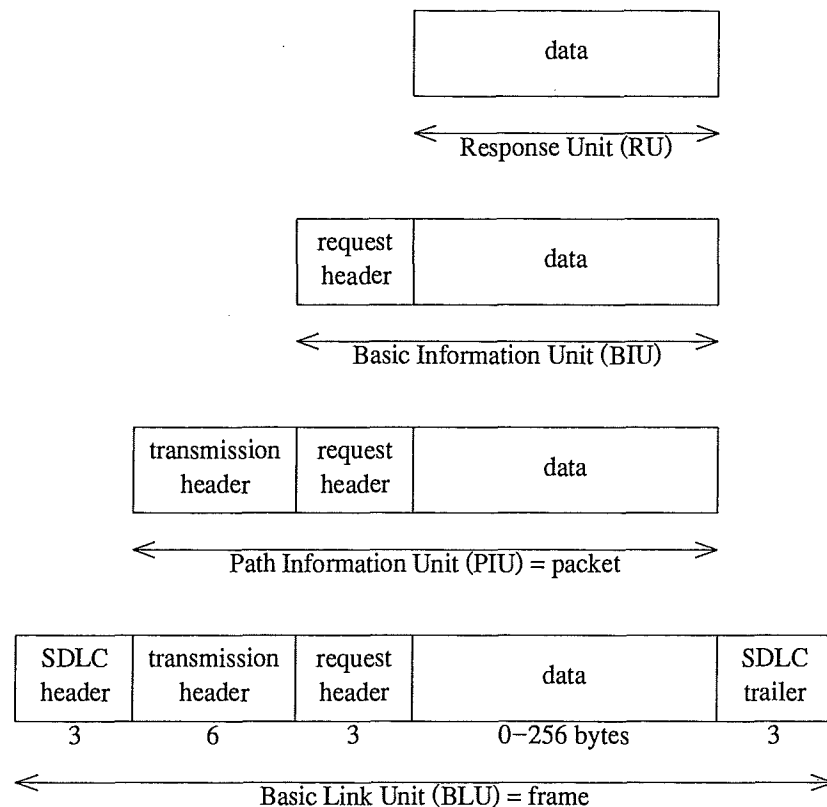 data
Response Unit (RU)
request
header
data
Basic Information Unit (BIU)
transmission
header
request
header
data
Path Information Unit (PIU) = packet
SDLC
header
transmission
header
request
header
data
SDLC
trailer
3 6 3 0−256 bytes 3
Basic Link Unit (BLU) = frame